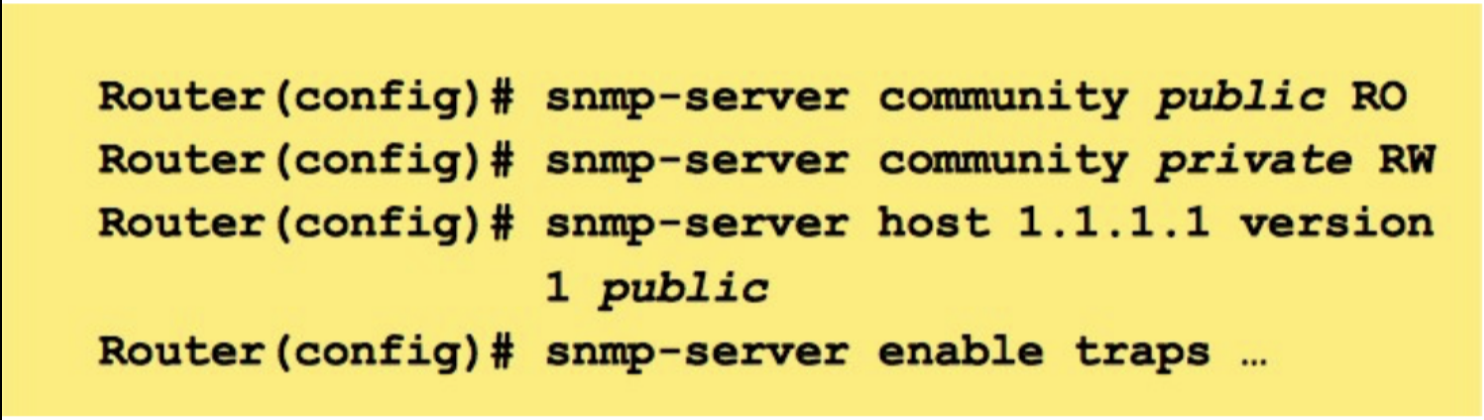 Router(config)# snmp-server community public RO
Router(config)# snmp-server community private RW
Router(config)# snmp-server host 1.1.1.1 version
1 public
Router(config)# snmp-server enable traps …